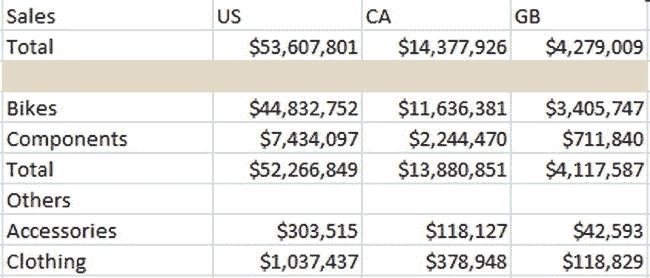 Sales US CA GB
Total $53,607,801 $14,377,926 $4,279,009
Bikes $44,832,752 $11,636,381 $3,405,747
Components $7,434,097 $2,244,470 $711,840
Total $52,266,849 $13,880,851 $4,117,587
Others
Accessories $303,515 $118,127 $42,593
Clothing $1,037,437 $378,948 $118,829